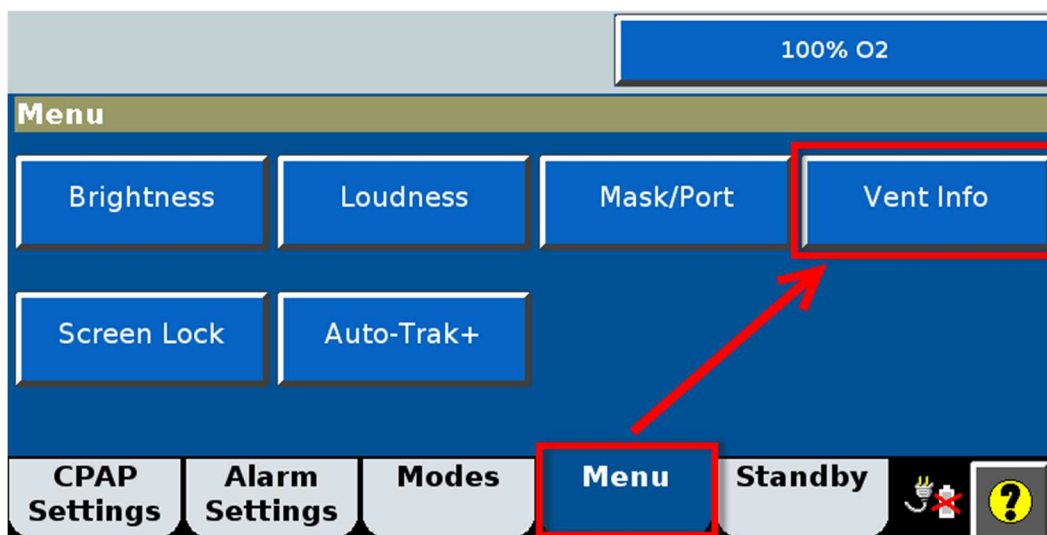 100% O2
Menu
Brightness
Loudness
Mask/Port
Vent Info
Screen Lock
Auto-Trak+
CPAP
Settings
Alarm
Settings
Modes
Menu
Standby
?